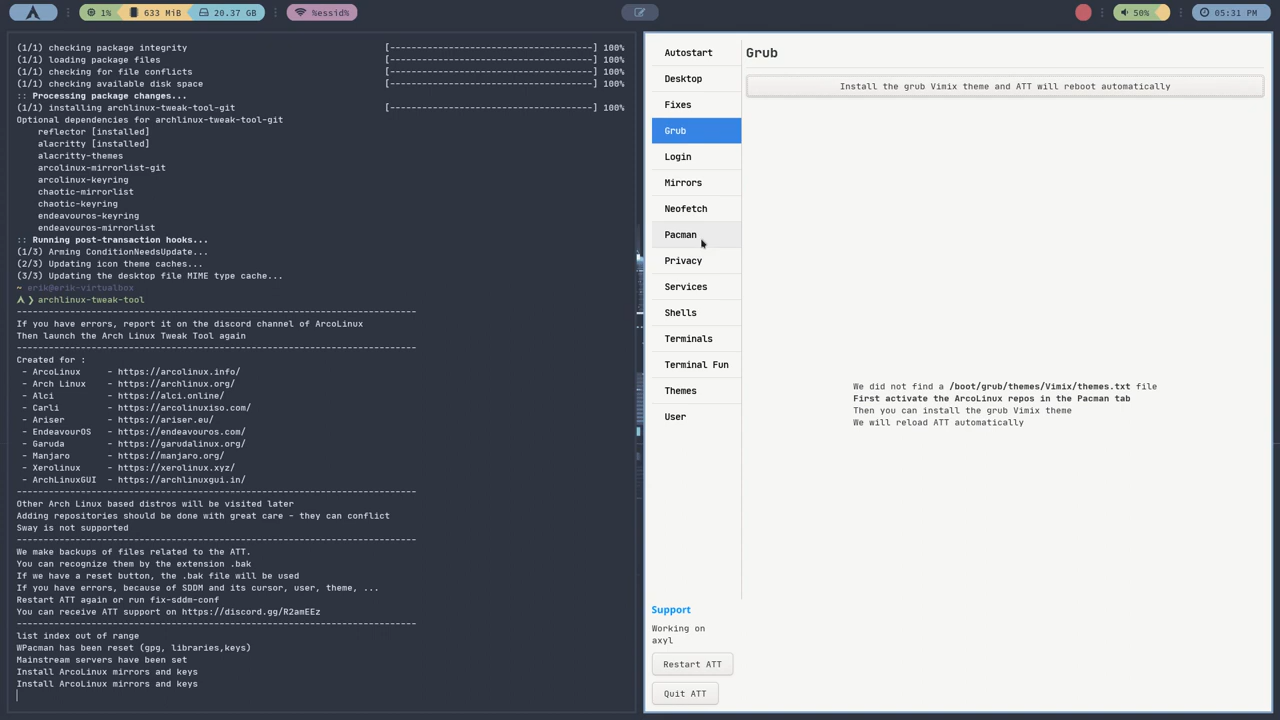 1%
633 MiB
20.37 GB
%essid%
50%
05:31 PM
(1/1) checking package integrity [----------------------------------] 100%
(1/1) loading package files [----------------------------------] 100%
(1/1) checking for file conflicts [----------------------------------] 100%
(1/1) checking available disk space [----------------------------------] 100%
:: Processing package changes...
(1/1) installing archlinux-tweak-tool-git [----------------------------------] 100%
Optional dependencies for archlinux-tweak-tool-git
reflector [installed]
alacritty [installed]
alacritty-themes
arcolinux-mirrorlist-git
arcolinux-keyring
chaotic-mirrorlist
chaotic-keyring
endeavouros-keyring
endeavouros-mirrorlist
:: Running post-transaction hooks...
(1/3) Arming ConditionNeedsUpdate...
(2/3) Updating icon theme caches...
(3/3) Updating the desktop file MIME type cache...
~ erik@erik-virtualbox
❯ archlinux-tweak-tool
---------------------------------------------------------------------------
If you have errors, report it on the discord channel of ArcoLinux
Then launch the Arch Linux Tweak Tool again
---------------------------------------------------------------------------
Created for :
- ArcoLinux - https://arcolinux.info/
- Arch Linux - https://archlinux.org/
- Alci - https://alci.online/
- Carli - https://arcolinuxiso.com/
- Ariser - https://ariser.eu/
- EndeavourOS - https://endeavouros.com/
- Garuda - https://garudalinux.org/
- Manjaro - https://manjaro.org/
- Xerolinux - https://xerolinux.xyz/
- ArchLinuxGUI - https://archlinuxgui.in/
---------------------------------------------------------------------------
Other Arch Linux based distros will be visited later
Adding repositories should be done with great care - they can conflict
Sway is not supported
---------------------------------------------------------------------------
We make backups of files related to the ATT.
You can recognize them by the extension .bak
If we have a reset button, the .bak file will be used
If you have errors, because of SDDM and its cursor, user, theme, ...
Restart ATT again or run fix-sddm-conf
You can receive ATT support on https://discord.gg/R2amEEz
---------------------------------------------------------------------------
list index out of range
WPacman has been reset (gpg, libraries,keys)
Mainstream servers have been set
Install ArcoLinux mirrors and keys
Install ArcoLinux mirrors and keys
Autostart
Desktop
Fixes
Grub
Login
Mirrors
Neofetch
Pacman
Privacy
Services
Shells
Terminals
Terminal Fun
Themes
User
Support
Working on
axyl
Restart ATT
Quit ATT
Grub
Install the grub Vimix theme and ATT will reboot automatically
We did not find a /boot/grub/themes/Vimix/themes.txt file
First activate the ArcoLinux repos in the Pacman tab
Then you can install the grub Vimix theme
We will reload ATT automatically